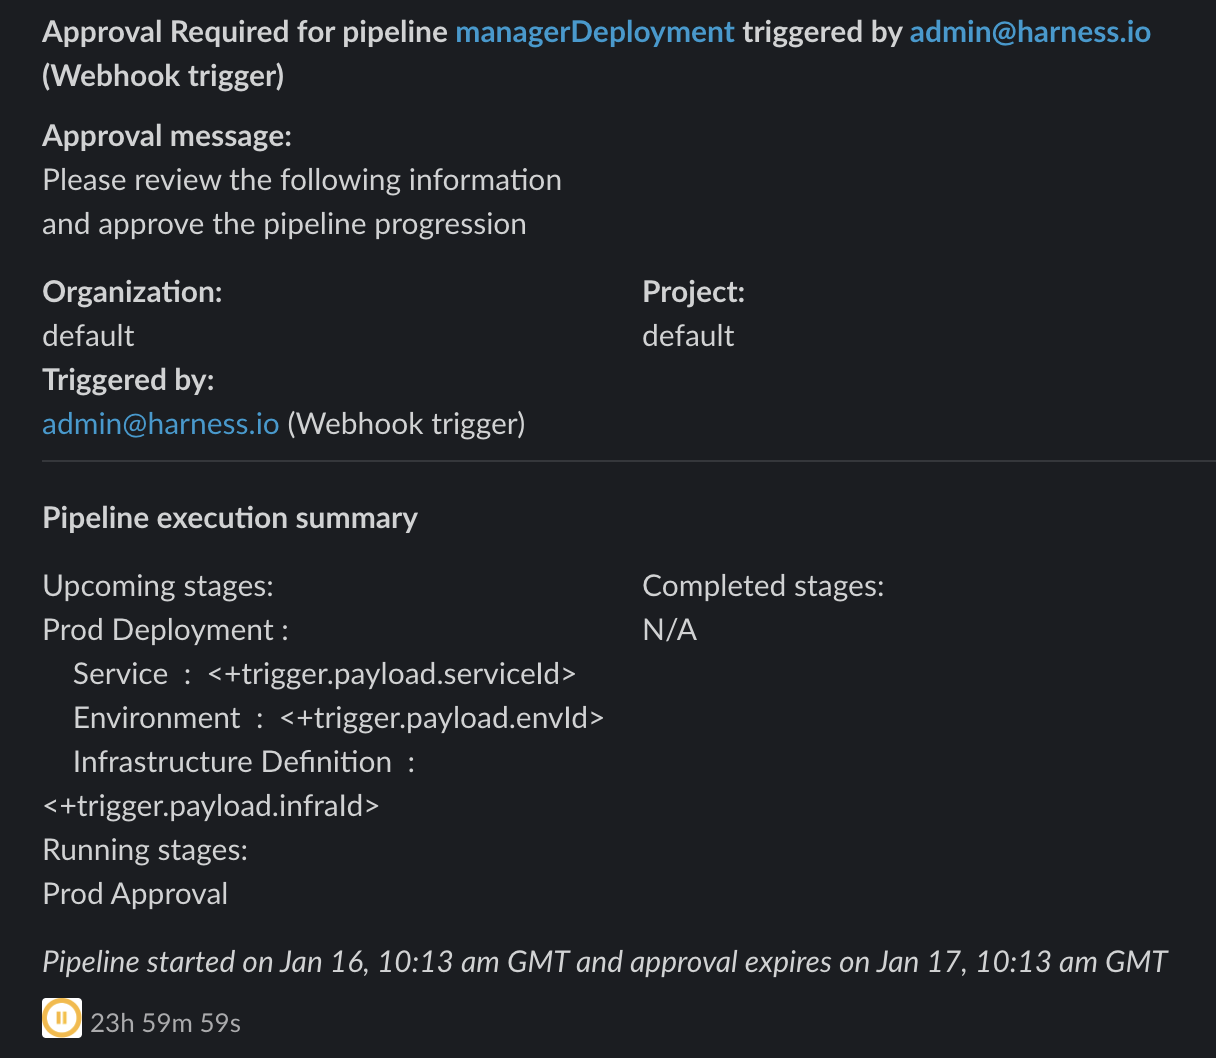 Approval Required for pipeline managerDeployment triggered by admin@harness.io
(Webhook trigger)
Approval message:
Please review the following information
and approve the pipeline progression
Organization:
default
Project:
default
Triggered by:
admin@harness.io (Webhook trigger)
Pipeline execution summary
Upcoming stages:
Prod Deployment :
Service : <+trigger.payload.serviceId>
Environment : <+trigger.payload.envId>
Infrastructure Definition :
<+trigger.payload.infraId>
Running stages:
Prod Approval
Completed stages:
N/A
Pipeline started on Jan 16, 10:13 am GMT and approval expires on Jan 17, 10:13 am GMT
23h 59m 59s